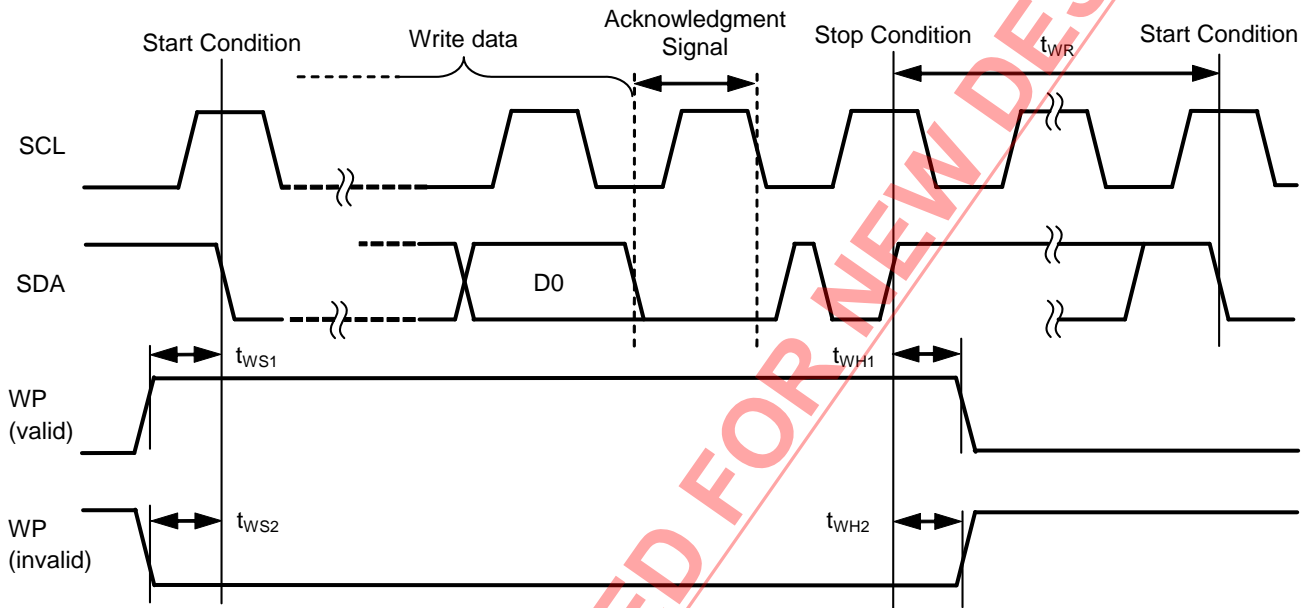 Start Condition
Write data
Acknowledgment
Signal
Stop Condition
tWR
Start Condition
SCL
SDA
D0
tWS1
tWH1
WP
(valid)
tWS2
tWH2
WP
(invalid)
ED FOR NEW DES